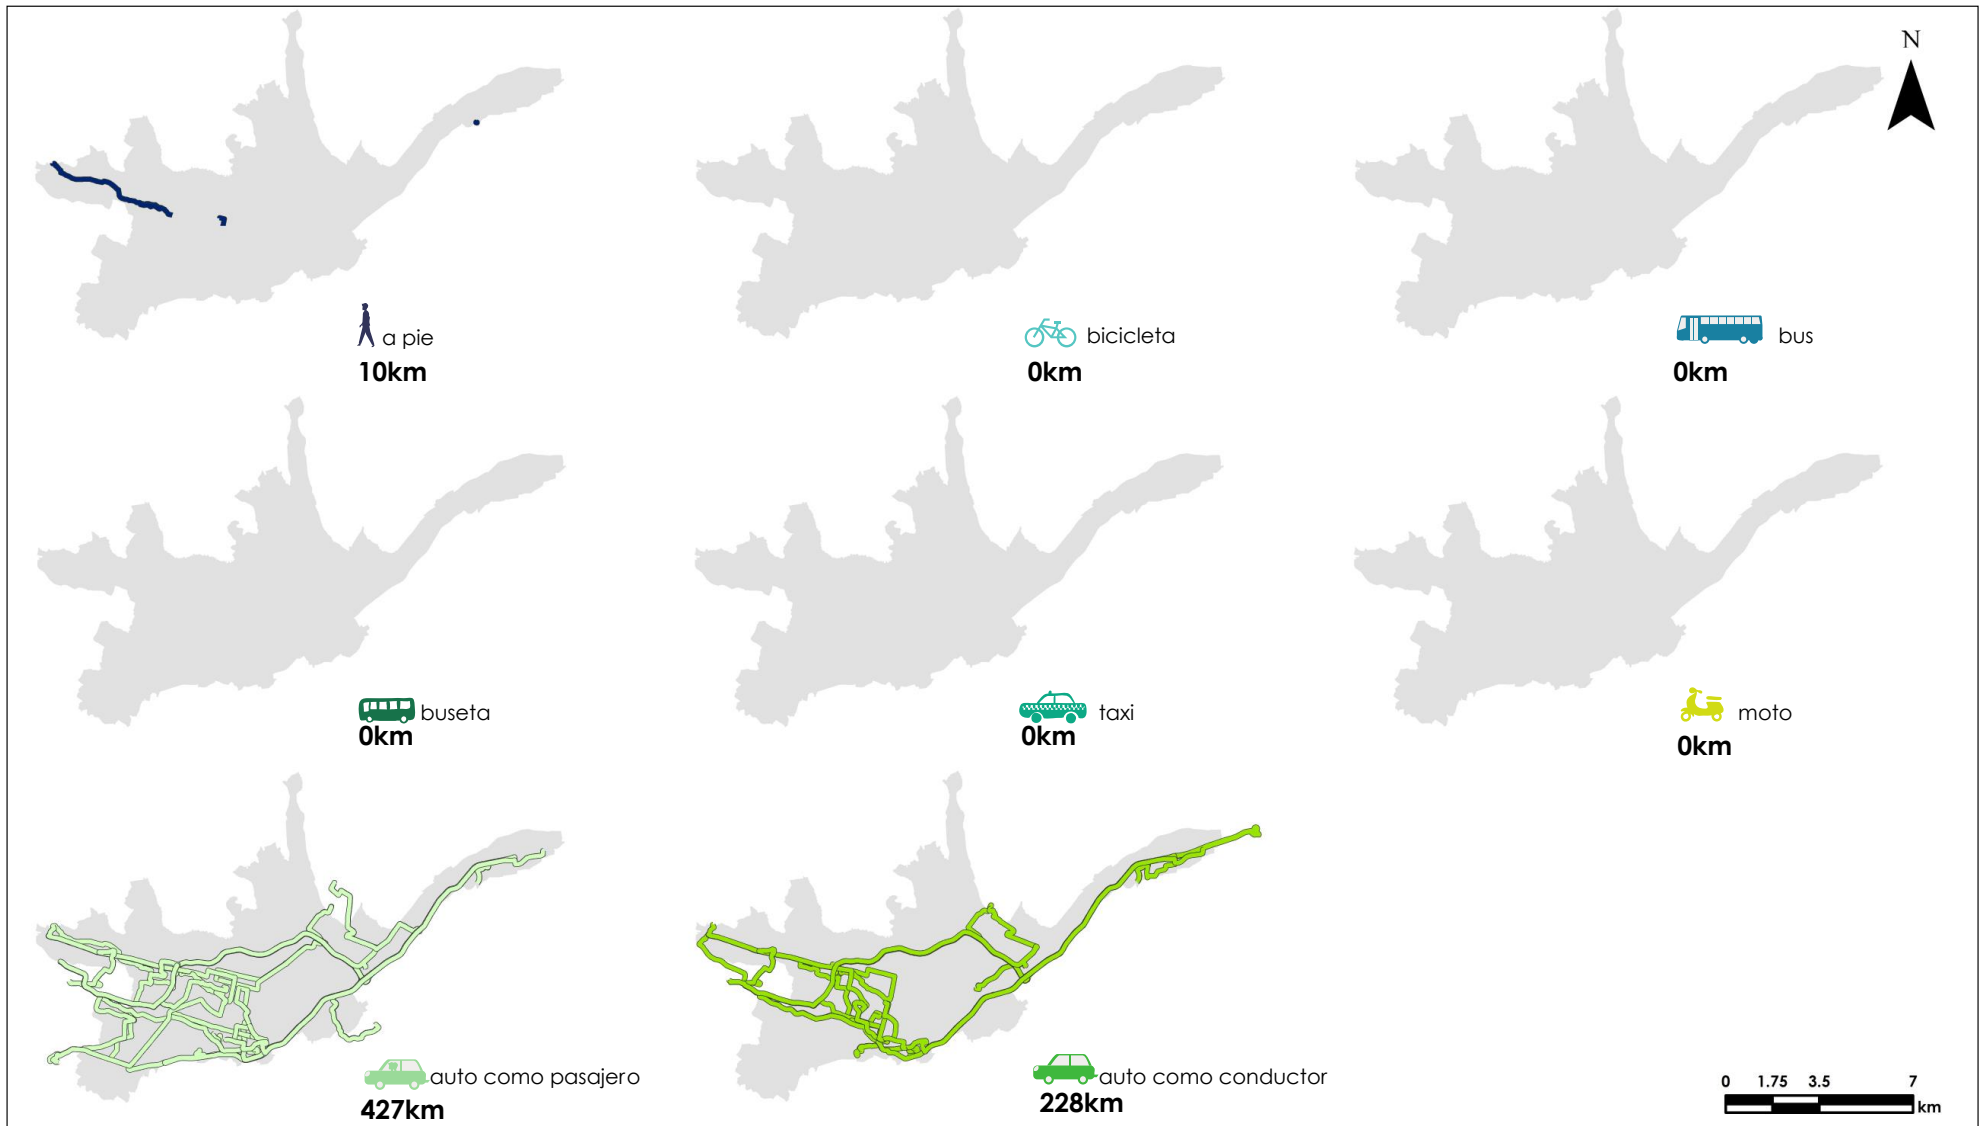 N
a pie
10km
bicicleta
0km
bus
0km
buseta
0km
taxi
0km
moto
0km
auto como pasajero
427km
auto como conductor
228km
0 1.75 3.5 7
km